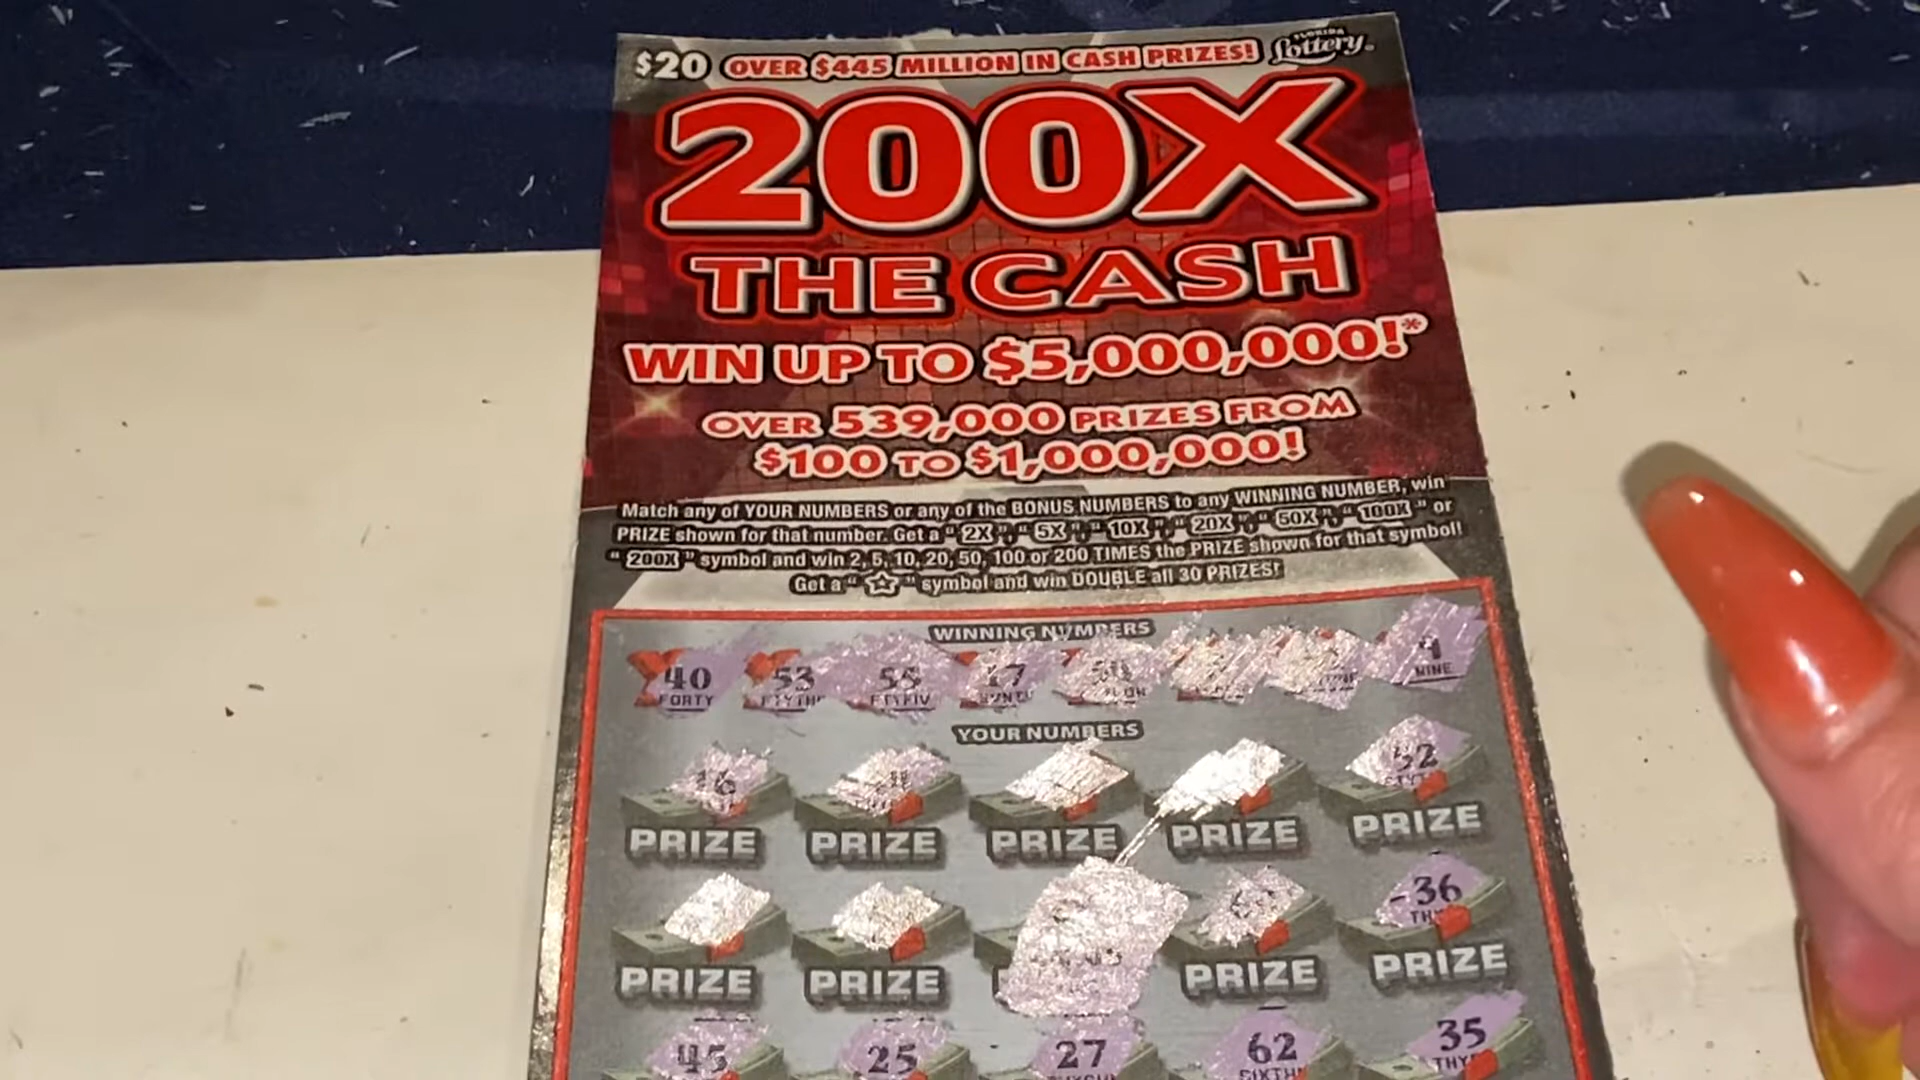 $20 OVER $445 MILLION IN CASH PRIZES! FLORIDA Lottery.
200X
THE CASH
WIN UP TO $5,000,000!*
OVER 539,000 PRIZES FROM
$100 TO $1,000,000!
Match any of YOUR NUMBERS or any of the BONUS NUMBERS to any WINNING NUMBER, win
PRIZE shown for that number. Get a "2X", "5X", "10X", "20X", "50X", "100X" or
"200X" symbol and win 2, 5, 10, 20, 50, 100 or 200 TIMES the PRIZE shown for that symbol!
Get a "☆" symbol and win DOUBLE all 30 PRIZES!
WINNING NUMBERS
40 53 55 17 9
FORTY NINE
YOUR NUMBERS
52
PRIZE PRIZE PRIZE PRIZE PRIZE
36
PRIZE PRIZE PRIZE PRIZE
45 25 27 62 35